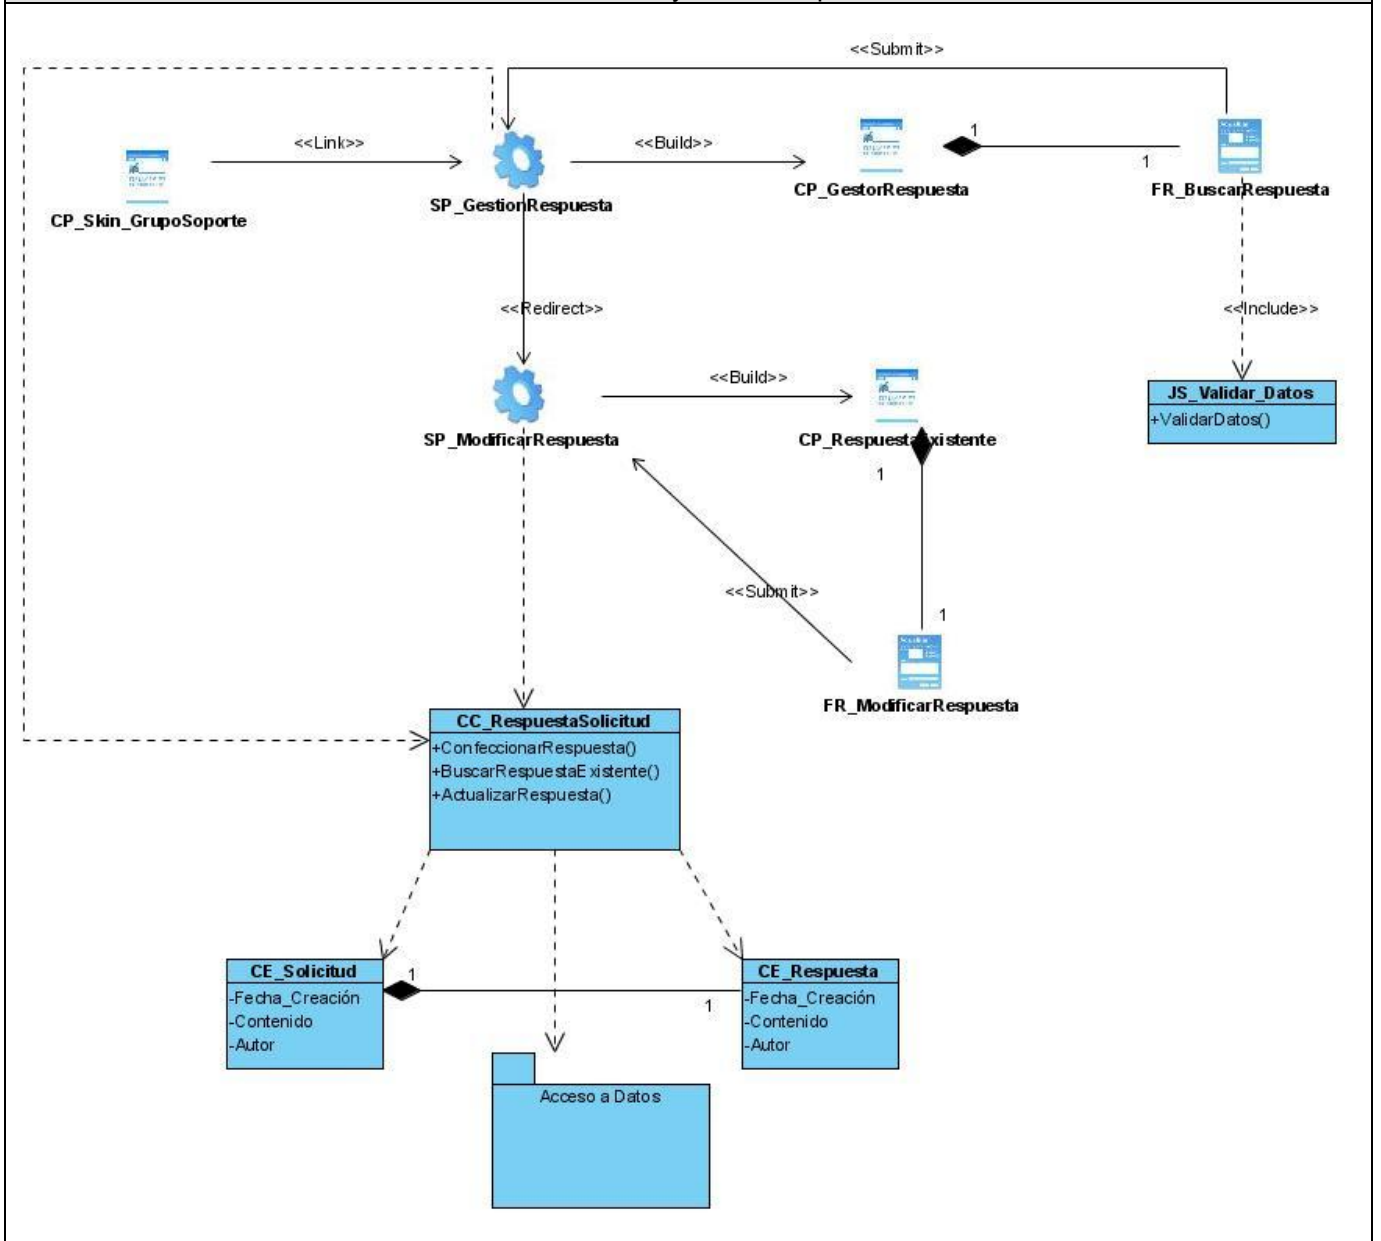 <<Submit>>
<<Link>>
<<Build>>
1
1
CP_Skin_GrupoSoporte
SP_GestionRespuesta
CP_GestorRespuesta
FR_BuscarRespuesta
<<Redirect>>
<<Include>>
<<Build>>
SP_ModificarRespuesta
CP_RespuestaExistente
JS_Validar_Datos
+ValidarDatos()
1
<<Submit>>
1
FR_ModificarRespuesta
CC_RespuestaSolicitud
+ConfeccionarRespuesta()
+BuscarRespuestaExistente()
+ActualizarRespuesta()
CE_Solicitud
-Fecha_Creación
-Contenido
-Autor
1
1
CE_Respuesta
-Fecha_Creación
-Contenido
-Autor
Acceso a Datos